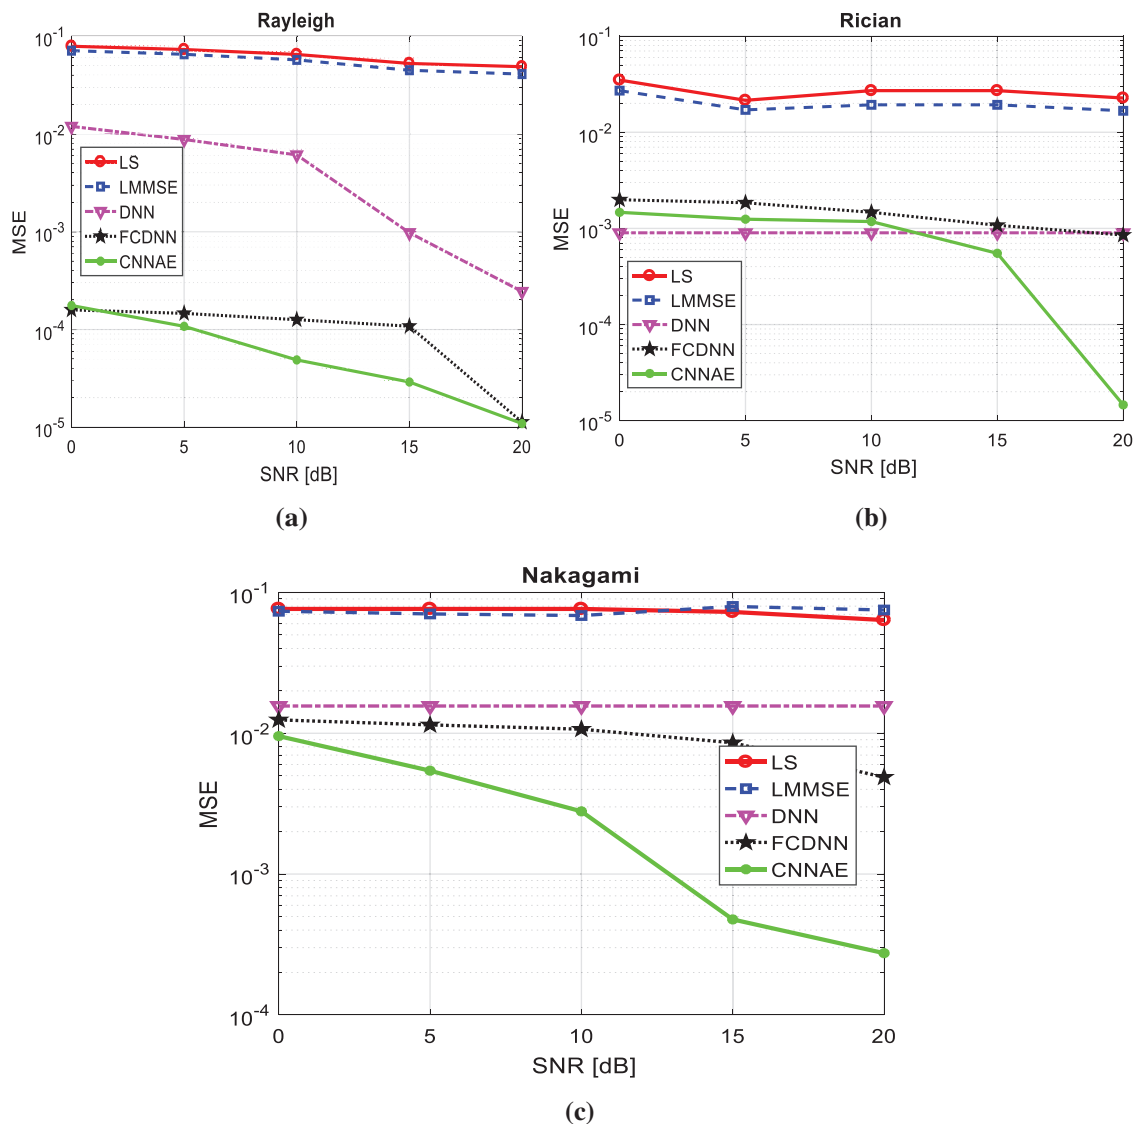 Rayleigh
10^-1
10^-2
10^-3
10^-4
10^-5
MSE
LS
LMMSE
DNN
FCDNN
CNNAE
0 5 10 15 20
SNR [dB]
(a)
Rician
10^-1
10^-2
10^-3
10^-4
10^-5
MSE
LS
LMMSE
DNN
FCDNN
CNNAE
0 5 10 15 20
SNR [dB]
(b)
Nakagami
10^-1
10^-2
10^-3
10^-4
MSE
LS
LMMSE
DNN
FCDNN
CNNAE
0 5 10 15 20
SNR [dB]
(c)